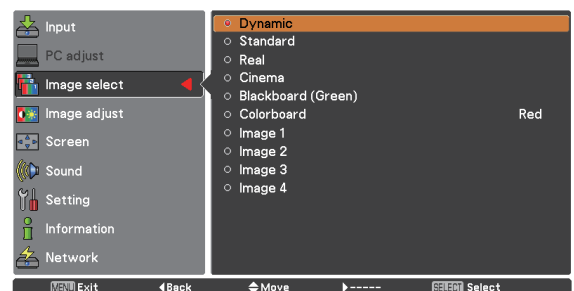 Input
PC adjust
Image select
Image adjust
Screen
Sound
Setting
Information
Network
Dynamic
Standard
Real
Cinema
Blackboard (Green)
Colorboard Red
Image 1
Image 2
Image 3
Image 4
MENU Exit Back Move ----- SELECT Select